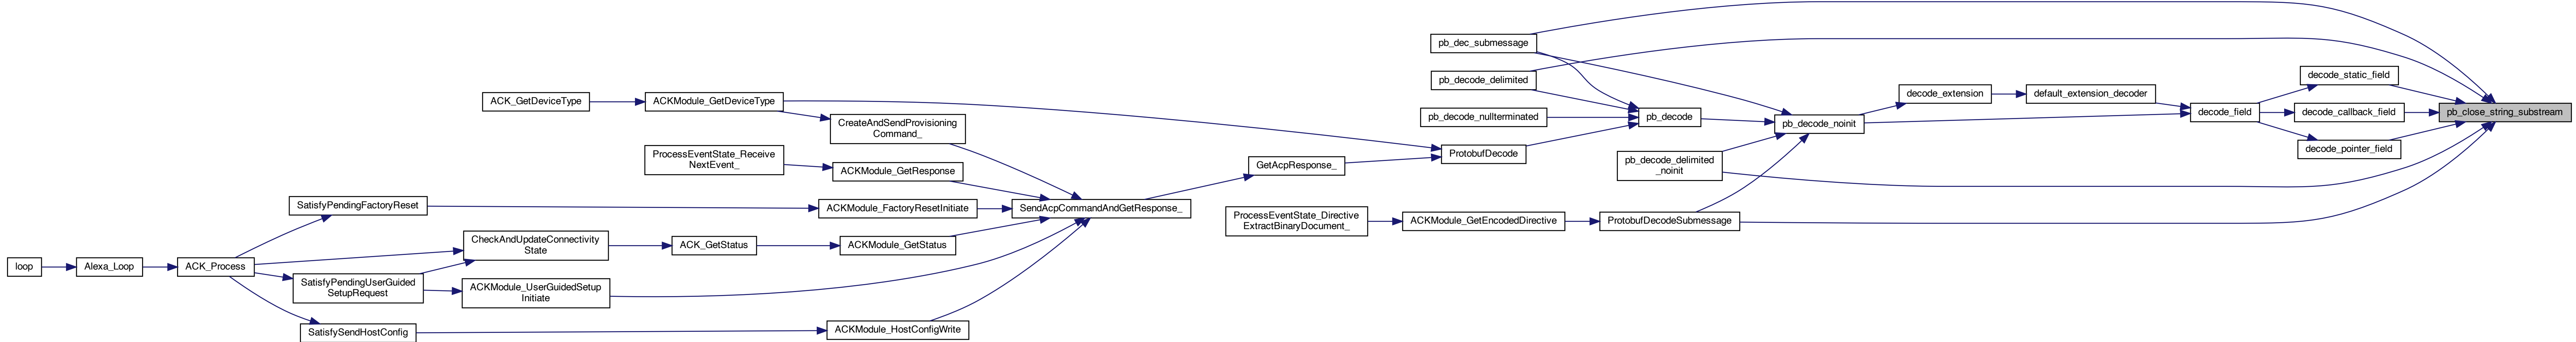 loop
Alexa_Loop
ACK_Process
SatisfyPendingFactoryReset
CheckAndUpdateConnectivity
State
SatisfyPendingUserGuided
SetupRequest
SatisfySendHostConfig
ACK_GetDeviceType
ACKModule_GetDeviceType
ProcessEventState_Receive
NextEvent_
ACK_GetStatus
ACKModule_UserGuidedSetup
Initiate
CreateAndSendProvisioning
Command_
ACKModule_GetResponse
ACKModule_FactoryResetInitiate
ACKModule_GetStatus
ACKModule_HostConfigWrite
SendAcpCommandAndGetResponse_
GetAcpResponse_
ProcessEventState_Directive
ExtractBinaryDocument_
pb_dec_submessage
pb_decode_delimited
pb_decode_nullterminated
ProtobufDecode
ACKModule_GetEncodedDirective
pb_decode
pb_decode_delimited
_noinit
ProtobufDecodeSubmessage
pb_decode_noinit
decode_extension
default_extension_decoder
decode_field
decode_static_field
decode_callback_field
decode_pointer_field
pb_close_string_substream